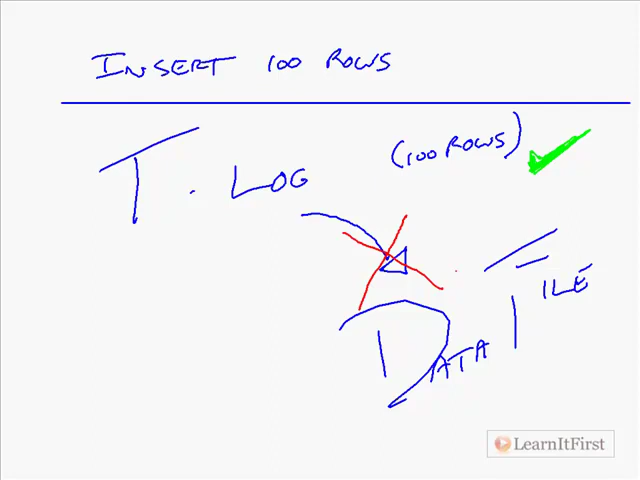 INSERT 100 ROWS
(100 ROWS)
T. LOG
DATA FILE
LearnItFirst